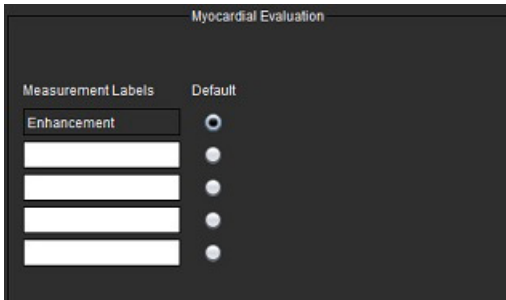 Myocardial Evaluation
Measurement Labels Default
Enhancement